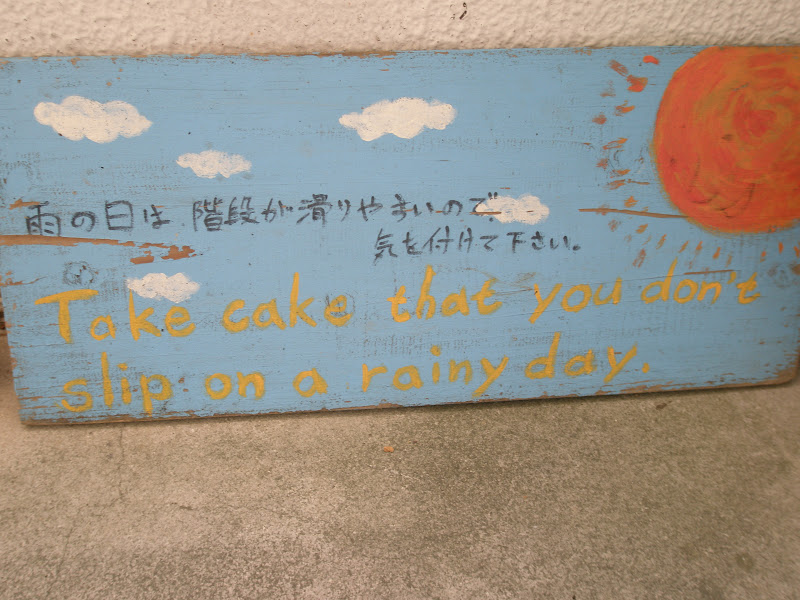 雨の日は、階段が滑りやすいので
気を付けて下さい。
Take cake that you don't
slip on a rainy day.